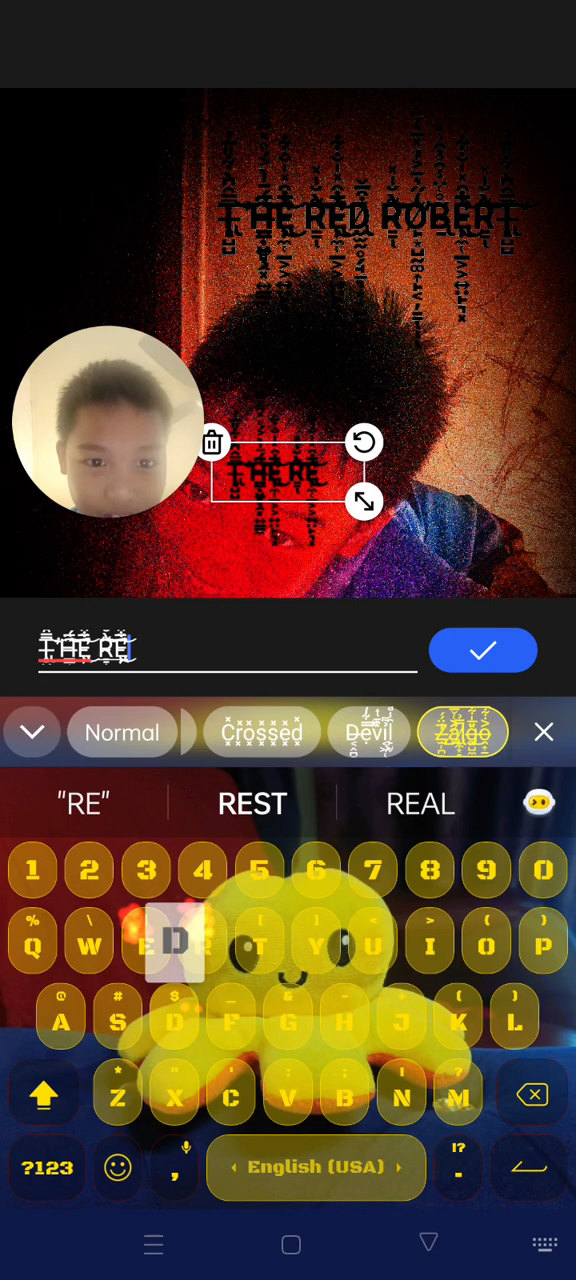 THE RED ROBERT
THE RE
THE RE
Normal Crossed Devil Zalgo
"RE" REST REAL
1 2 3 4 5 6 7 8 9 0
% \ [ ] < > { }
Q W E D R T Y U I O P
@ # $ _ & - + ( )
A S D F G H J K L
* " ' : ; ! ?
Z X C V B N M
!?
?123 , English (USA) .